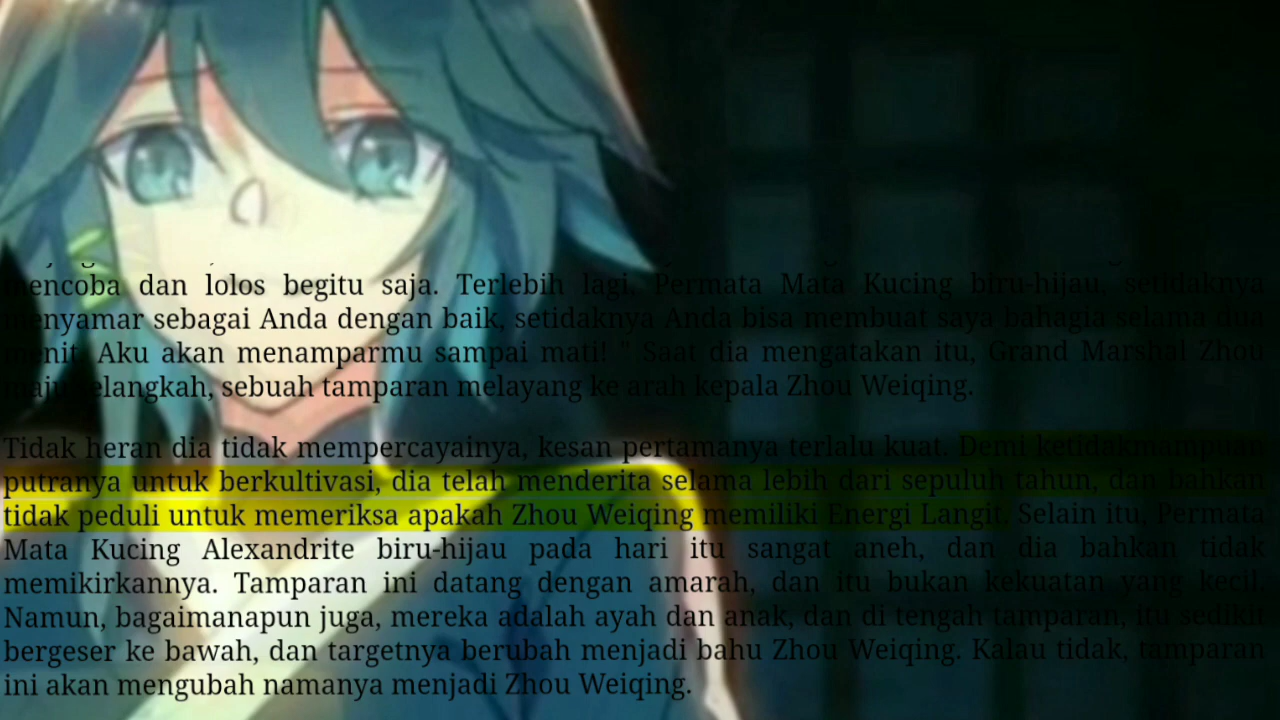 mencoba dan lolos begitu saja. Terlebih lagi, Permata Mata Kucing biru-hijau, setidaknya
menyamar sebagai Anda dengan baik, setidaknya Anda bisa membuat saya bahagia selama dua
menit. Aku akan menamparmu sampai mati! " Saat dia mengatakan itu, Grand Marshal Zhou
maju selangkah, sebuah tamparan melayang ke arah kepala Zhou Weiqing.
Tidak heran dia tidak mempercayainya, kesan pertamanya terlalu kuat. Demi ketidakmampuan
putranya untuk berkultivasi, dia telah menderita selama lebih dari sepuluh tahun, dan bahkan
tidak peduli untuk memeriksa apakah Zhou Weiqing memiliki Energi Langit. Selain itu, Permata
Mata Kucing Alexandrite biru-hijau pada hari itu sangat aneh, dan dia bahkan tidak
memikirkannya. Tamparan ini datang dengan amarah, dan itu bukan kekuatan yang kecil.
Namun, bagaimanapun juga, mereka adalah ayah dan anak, dan di tengah tamparan, itu sedikit
bergeser ke bawah, dan targetnya berubah menjadi bahu Zhou Weiqing. Kalau tidak, tamparan
ini akan mengubah namanya menjadi Zhou Weiqing.